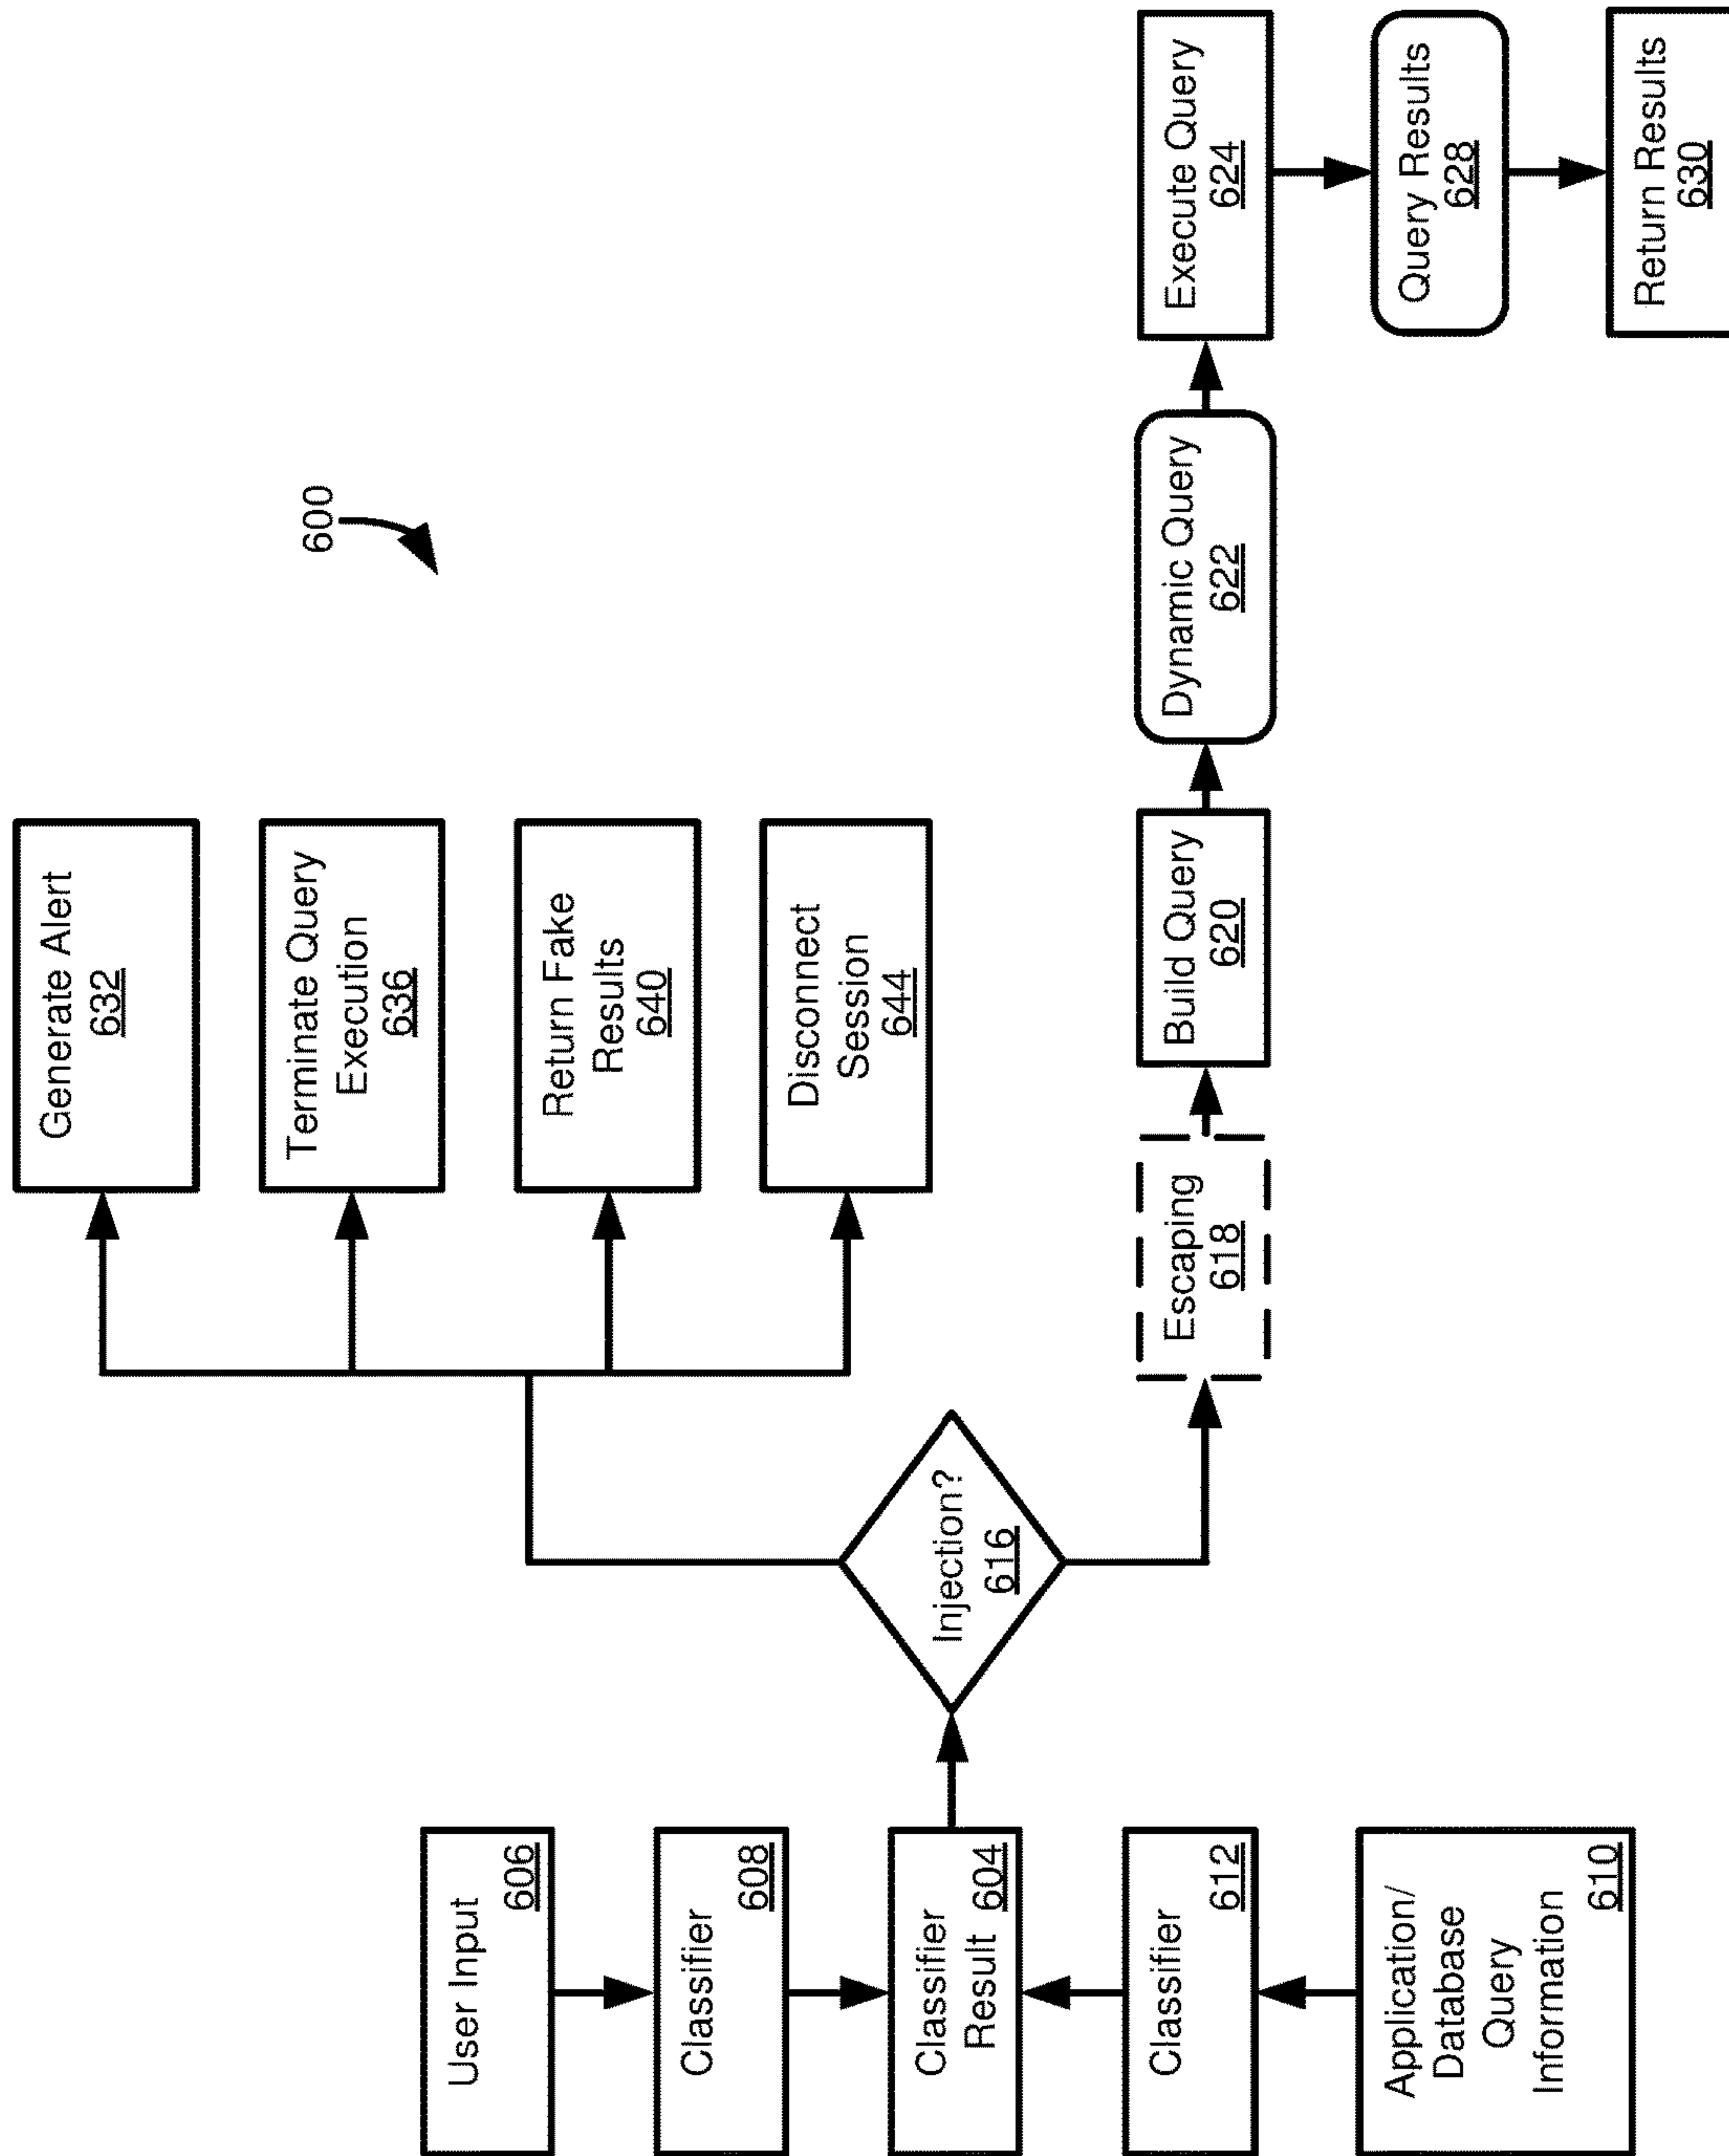 600
User Input
606
Classifier
608
Classifier
Result 604
Classifier
612
Application/
Database
Query
Information
610
Injection?
616
Generate Alert
632
Terminate Query
Execution
636
Return Fake
Results
640
Disconnect
Session
644
Escaping
618
Build Query
620
Dynamic Query
622
Execute Query
624
Query Results
628
Return Results
630